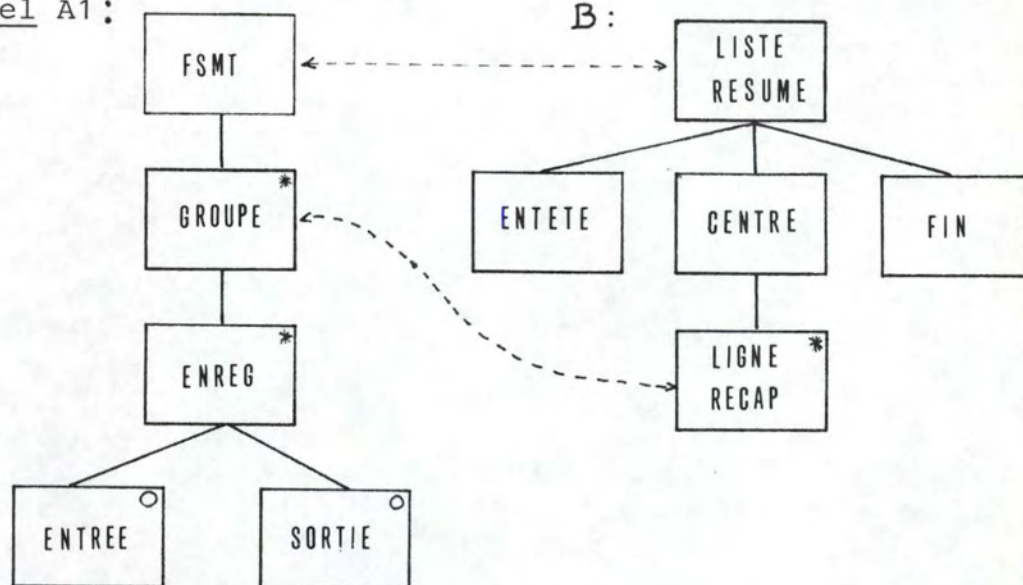 el A1:
B:
FSMT
LISTE
RESUME
GROUPE
*
ENTETE
CENTRE
FIN
ENREG
*
LIGNE
RECAP
*
ENTREE
O
SORTIE
O